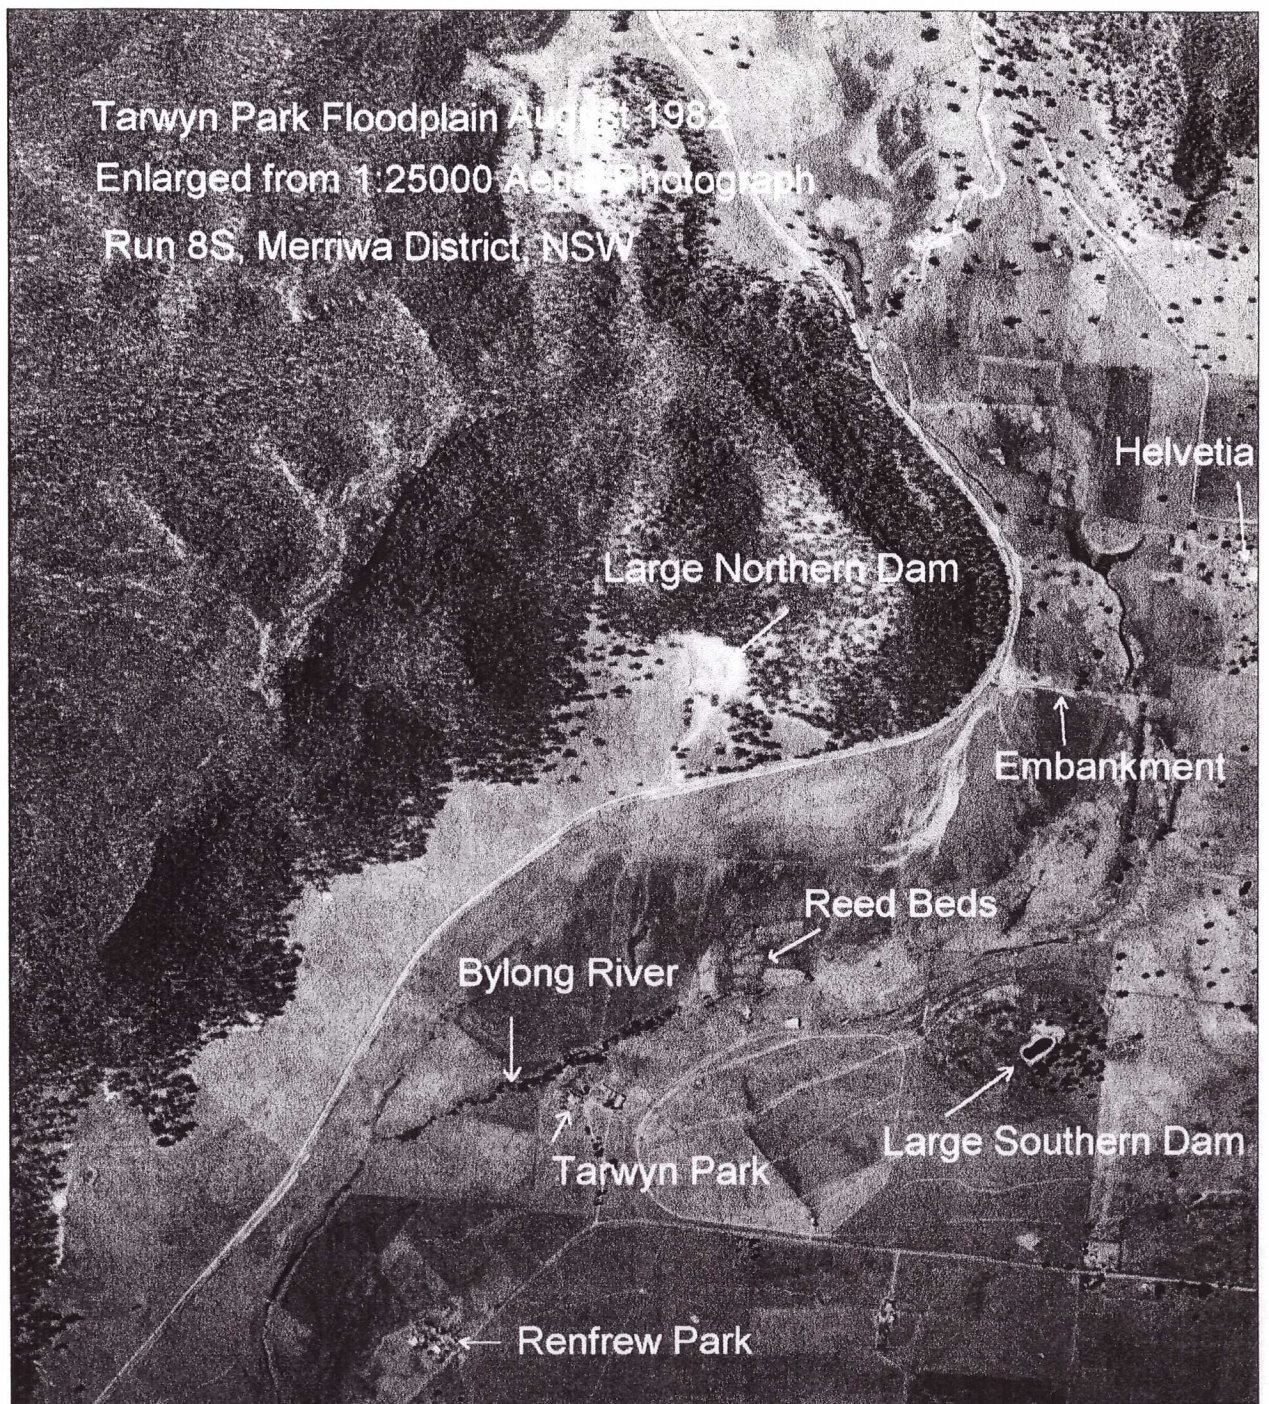 Tarwyn Park Floodplain August 1982
Enlarged from 1:25000 Aerial Photograph
Run 8S, Merriwa District, NSW
Helvetia
Large Northern Dam
Embankment
Reed Beds
Bylong River
Large Southern Dam
Tarwyn Park
Renfrew Park